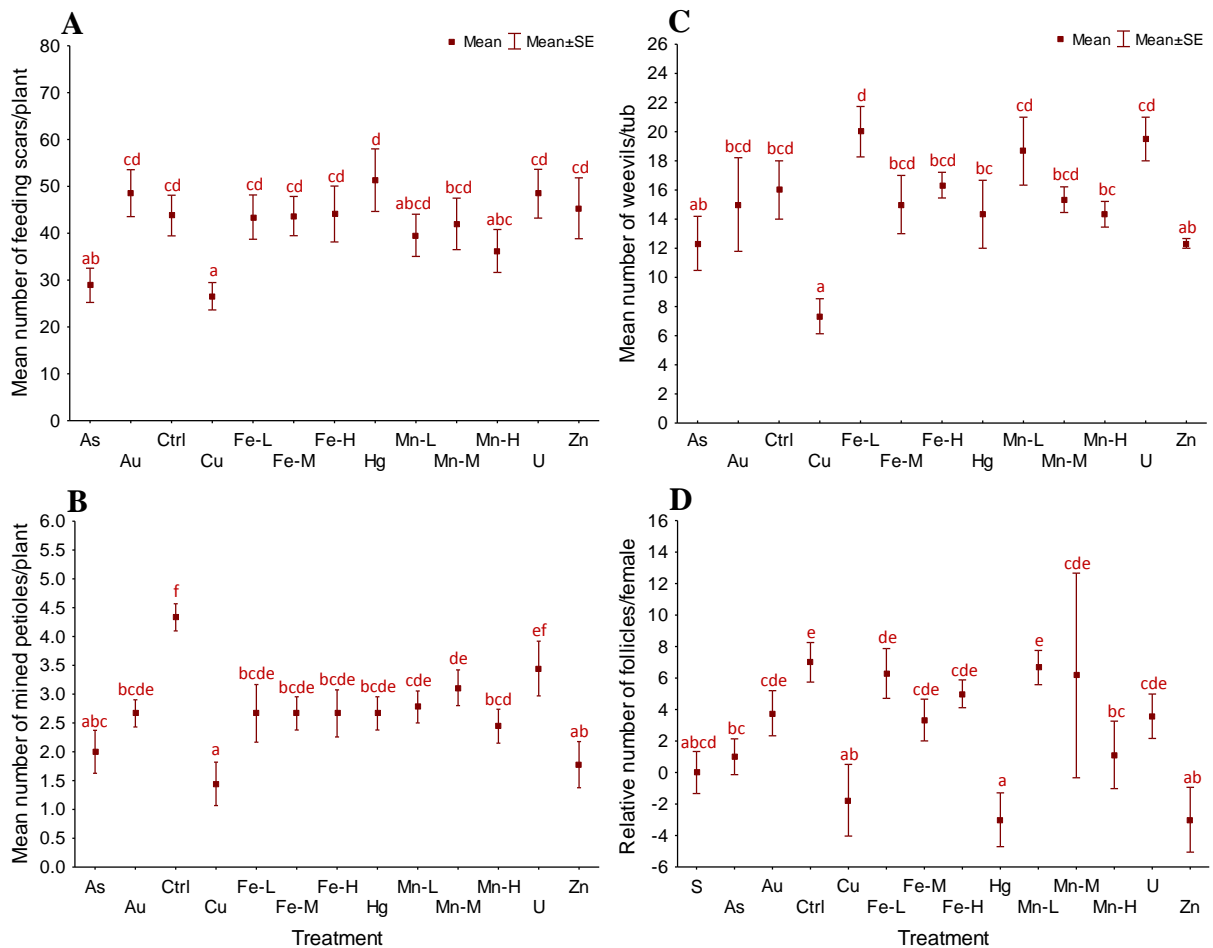 A
Mean number of feeding scars/plant
80
70
60
50
40
30
20
10
0
Mean Mean±SE
ab cd cd a cd cd cd d abcd bcd abc cd cd
As Ctrl Fe-L Fe-H Mn-L Mn-H Zn
Au Cu Fe-M Hg Mn-M U
C
Mean number of weevils/tub
26
24
22
20
18
16
14
12
10
8
6
4
2
0
Mean Mean±SE
ab bcd bcd a d bcd bcd bc cd bcd bc cd ab
As Ctrl Fe-L Fe-H Mn-L Mn-H Zn
Au Cu Fe-M Hg Mn-M U
B
Mean number of mined petioles/plant
6.0
5.5
5.0
4.5
4.0
3.5
3.0
2.5
2.0
1.5
1.0
0.5
0.0
abc bcde f a bcde bcde bcde bcde cde de bcd ef ab
As Ctrl Fe-L Fe-H Mn-L Mn-H Zn
Au Cu Fe-M Hg Mn-M U
Treatment
D
Relative number of follicles/female
16
14
12
10
8
6
4
2
0
-2
-4
-6
abcd bc cde e ab de cde cde a e cde bc cde ab
S Au Cu Fe-M Hg Mn-M U
As Ctrl Fe-L Fe-H Mn-L Mn-H Zn
Treatment